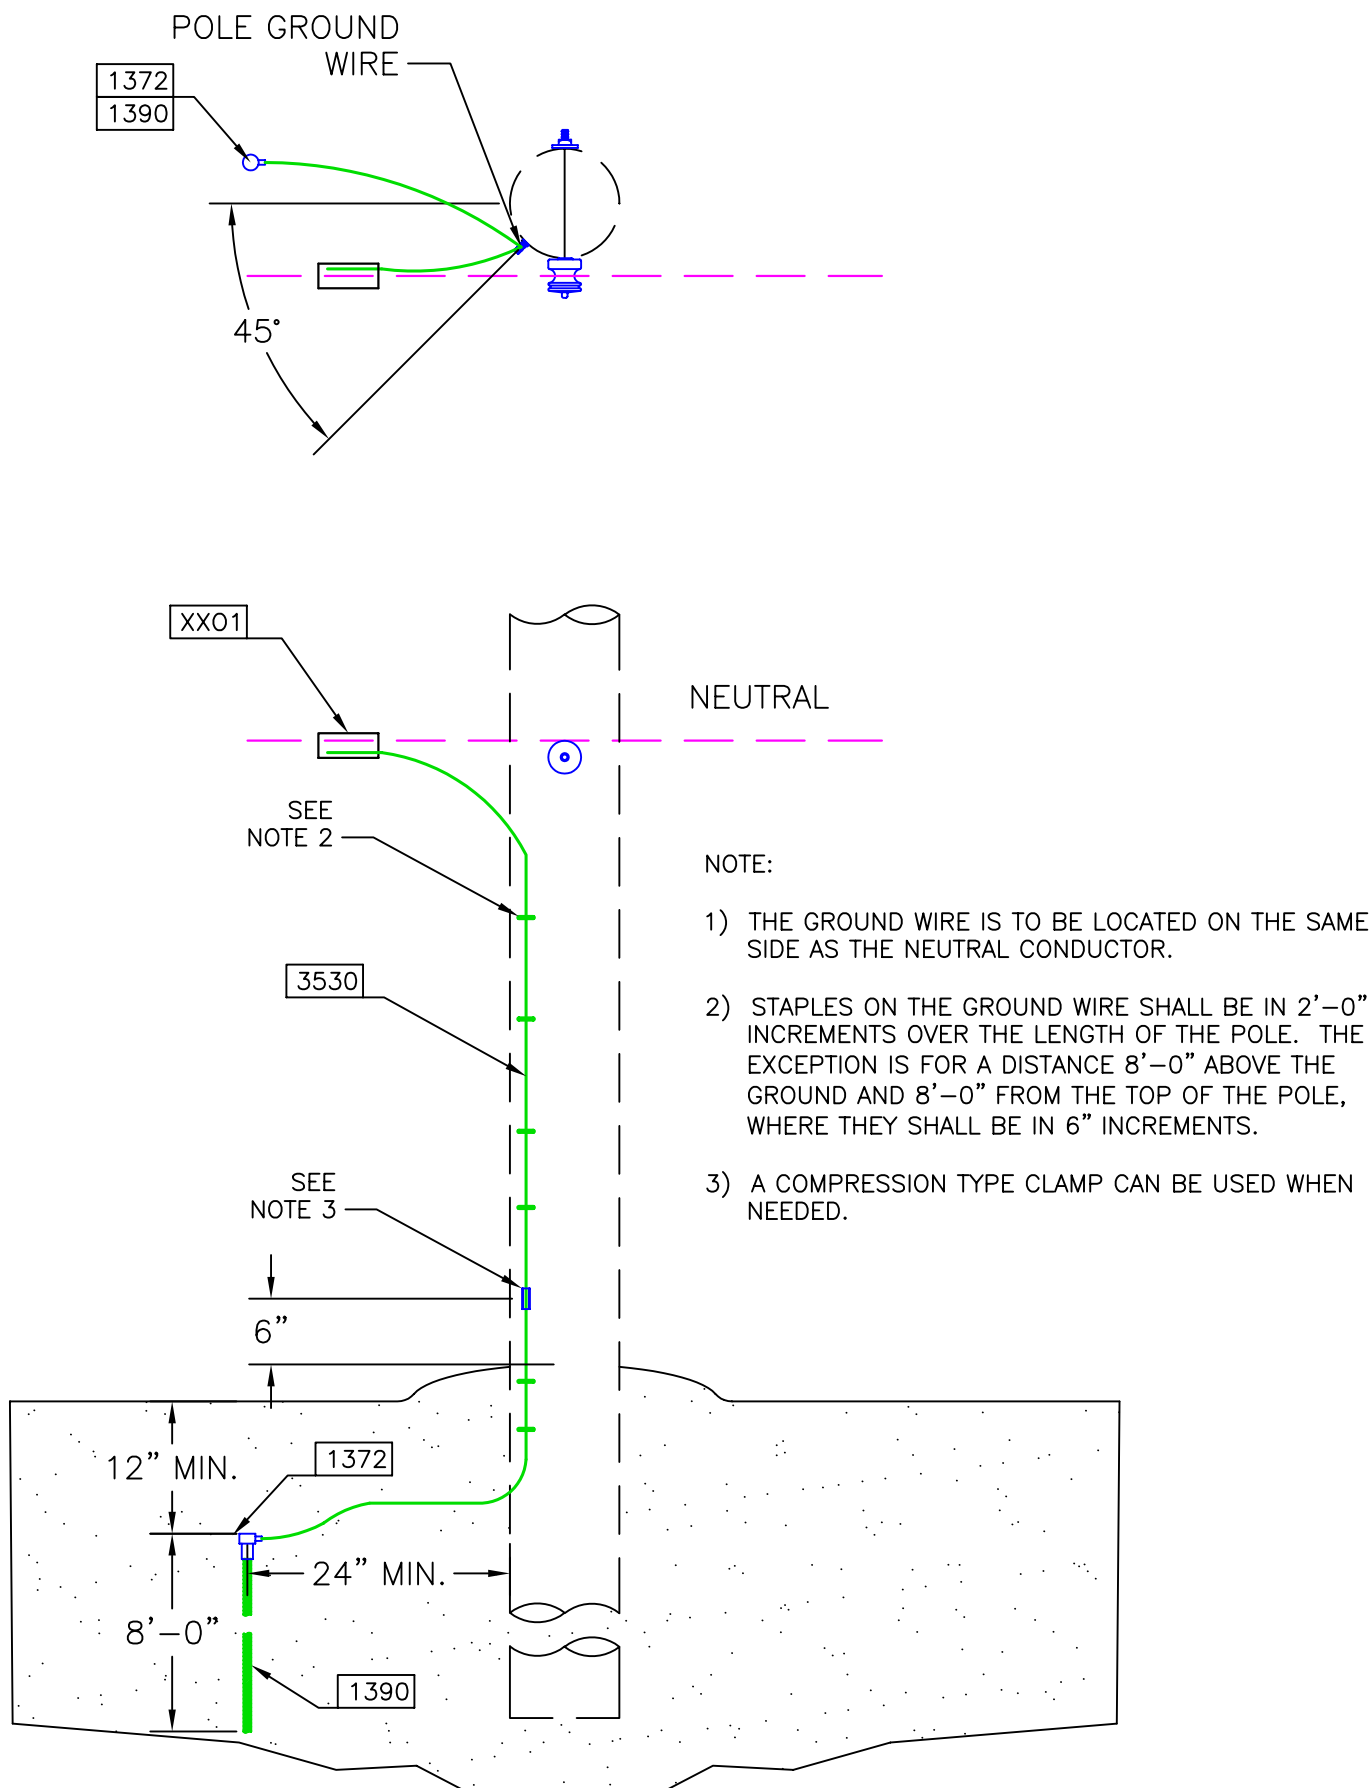 POLE GROUND
WIRE
1372
1390
45°
XX01
NEUTRAL
SEE
NOTE 2
NOTE:
1) THE GROUND WIRE IS TO BE LOCATED ON THE SAME
SIDE AS THE NEUTRAL CONDUCTOR.
3530
2) STAPLES ON THE GROUND WIRE SHALL BE IN 2'-0"
INCREMENTS OVER THE LENGTH OF THE POLE. THE
EXCEPTION IS FOR A DISTANCE 8'-0" ABOVE THE
GROUND AND 8'-0" FROM THE TOP OF THE POLE,
WHERE THEY SHALL BE IN 6" INCREMENTS.
3) A COMPRESSION TYPE CLAMP CAN BE USED WHEN
NEEDED.
SEE
NOTE 3
6"
12" MIN.
1372
24" MIN.
8'-0"
1390